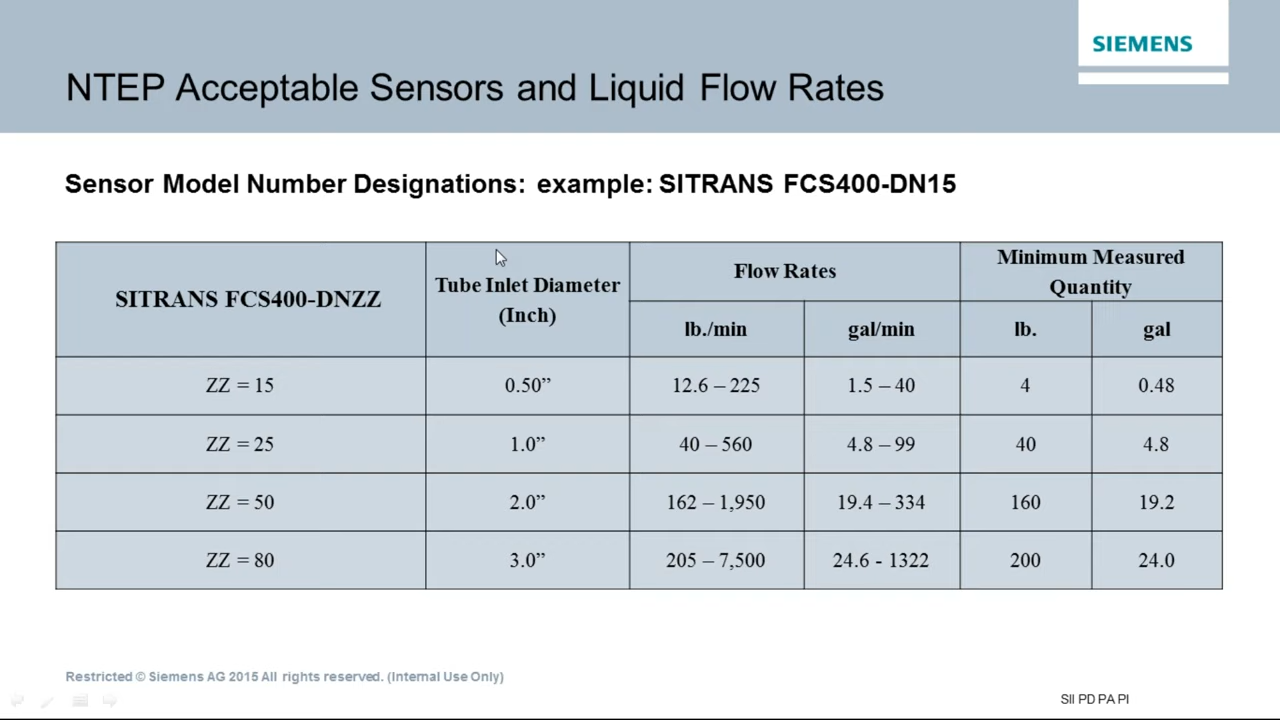 SIEMENS
NTEP Acceptable Sensors and Liquid Flow Rates
Sensor Model Number Designations: example: SITRANS FCS400-DN15
SITRANS FCS400-DNZZ
Tube Inlet Diameter
(Inch)
Flow Rates
Minimum Measured
Quantity
lb./min gal/min lb. gal
ZZ = 15 0.50” 12.6 – 225 1.5 – 40 4 0.48
ZZ = 25 1.0” 40 – 560 4.8 – 99 40 4.8
ZZ = 50 2.0” 162 – 1,950 19.4 – 334 160 19.2
ZZ = 80 3.0” 205 – 7,500 24.6 - 1322 200 24.0
Restricted © Siemens AG 2015 All rights reserved. (Internal Use Only)
SII PD PA PI